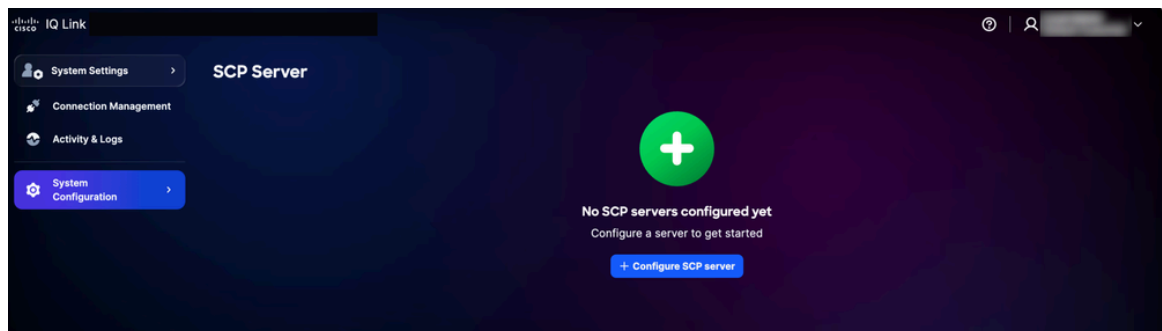 cisco IQ Link
System Settings
SCP Server
Connection Management
Activity & Logs
System
Configuration
No SCP servers configured yet
Configure a server to get started
+ Configure SCP server